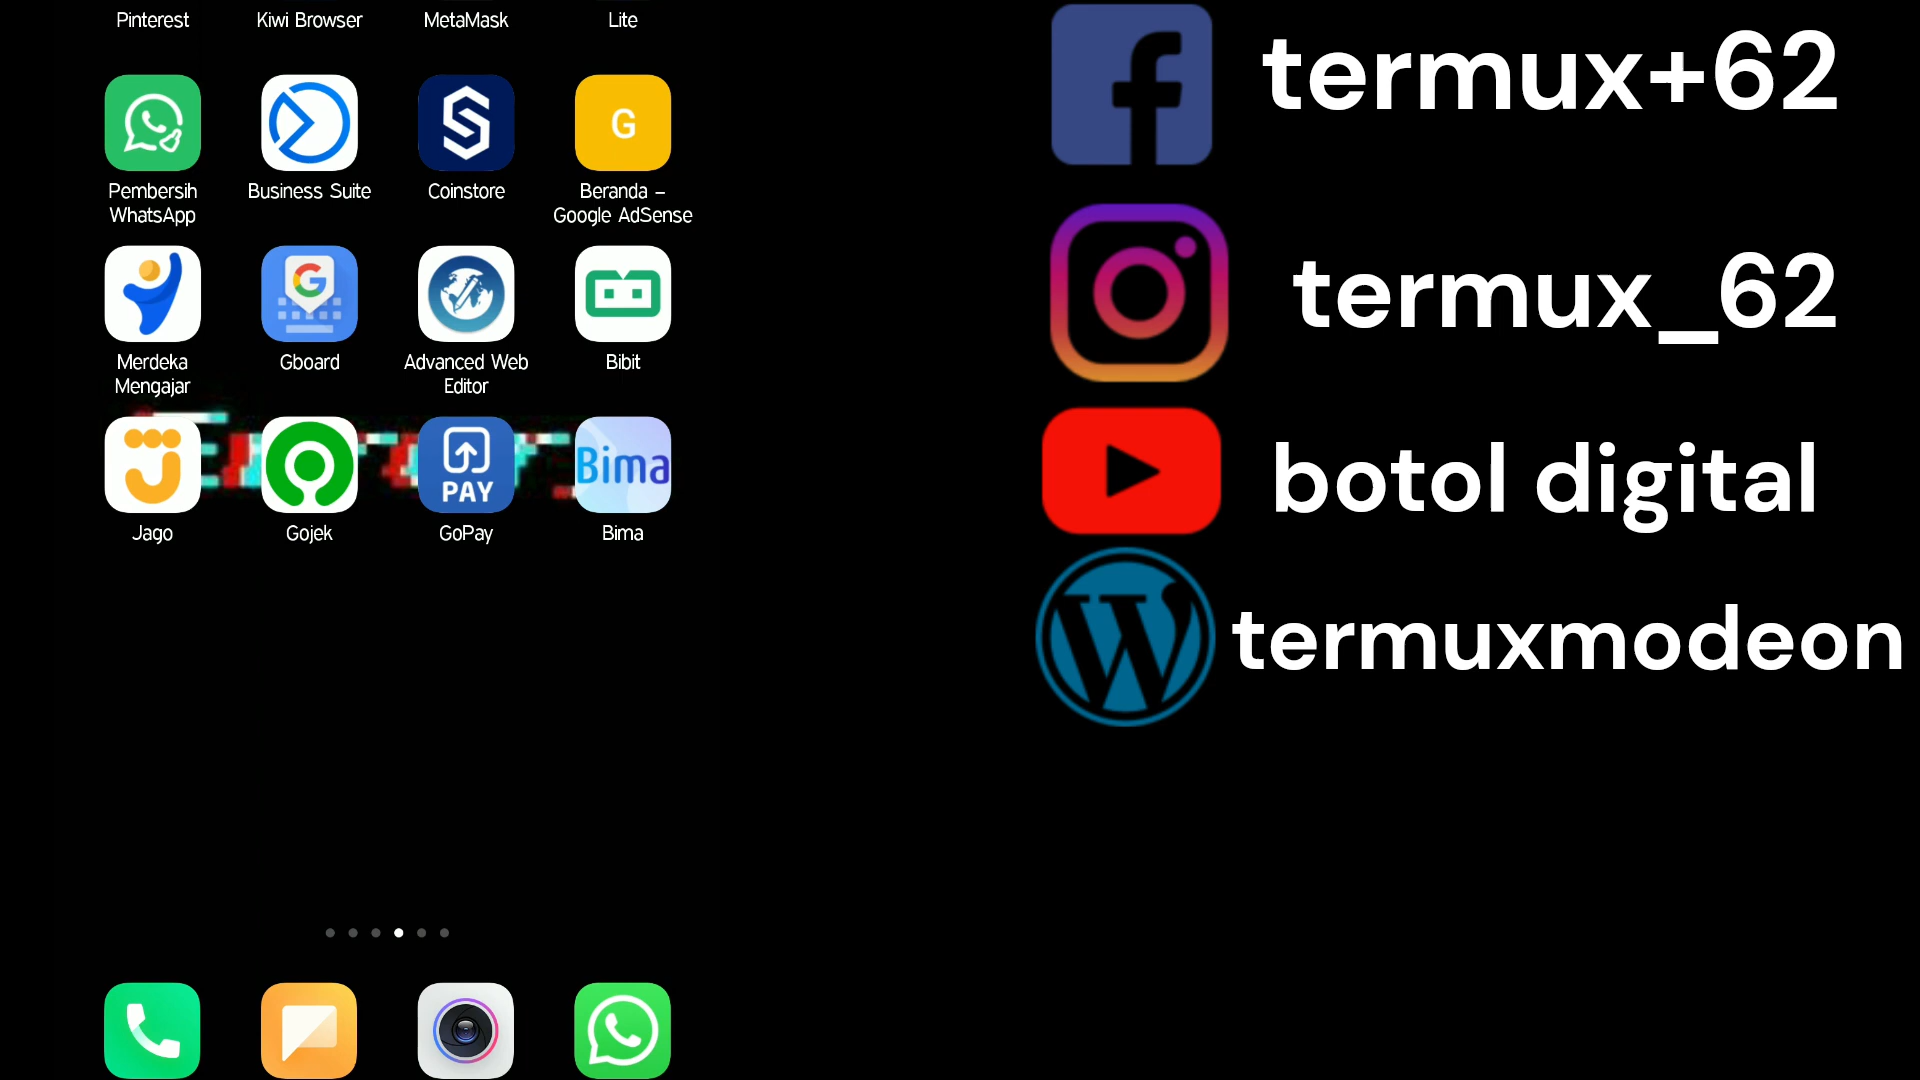 Pinterest
Kiwi Browser
MetaMask
Lite
Pembersih
WhatsApp
Business Suite
Coinstore
G
Beranda –
Google AdSense
Merdeka
Mengajar
Gboard
Advanced Web
Editor
Bibit
Error
Jago
Gojek
PAY
GoPay
Bima
Bima
termux+62
termux_62
botol digital
termuxmodeon